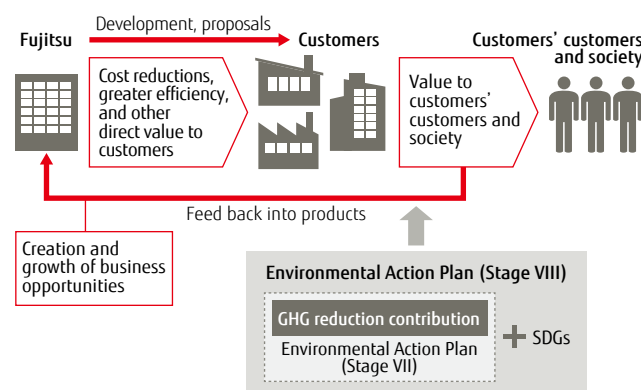 Development, proposals
Fujitsu
Customers
Customers’ customers
and society
Cost reductions,
greater efficiency,
and other
direct value to
customers
Value to
customers’
customers and
society
Feed back into products
Creation and
growth of business
opportunities
Environmental Action Plan (Stage VIII)
GHG reduction contribution
Environmental Action Plan
(Stage VII)
+ SDGs